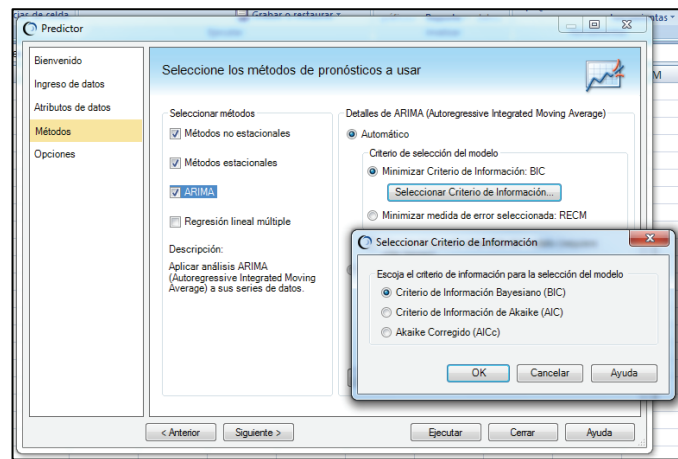 Grabar o restaurar
Predictor
Bienvenido
Ingreso de datos
Atributos de datos
Métodos
Opciones
Seleccione los métodos de pronósticos a usar
Seleccionar métodos
Métodos no estacionales
Métodos estacionales
ARIMA
Regresión lineal múltiple
Descripción:
Aplicar análisis ARIMA
(Autoregressive Integrated Moving
Average) a sus series de datos.
Detalles de ARIMA (Autoregressive Integrated Moving Average)
Automático
Criterio de selección del modelo
Minimizar Criterio de Información: BIC
Seleccionar Criterio de Información...
Minimizar medida de error seleccionada: RECM
Seleccionar Criterio de Información
Escoja el criterio de información para la selección del modelo
Criterio de Información Bayesiano (BIC)
Criterio de Información de Akaike (AIC)
Akaike Corregido (AICc)
OK Cancelar Ayuda
< Anterior Siguiente > Ejecutar Cerrar Ayuda
M